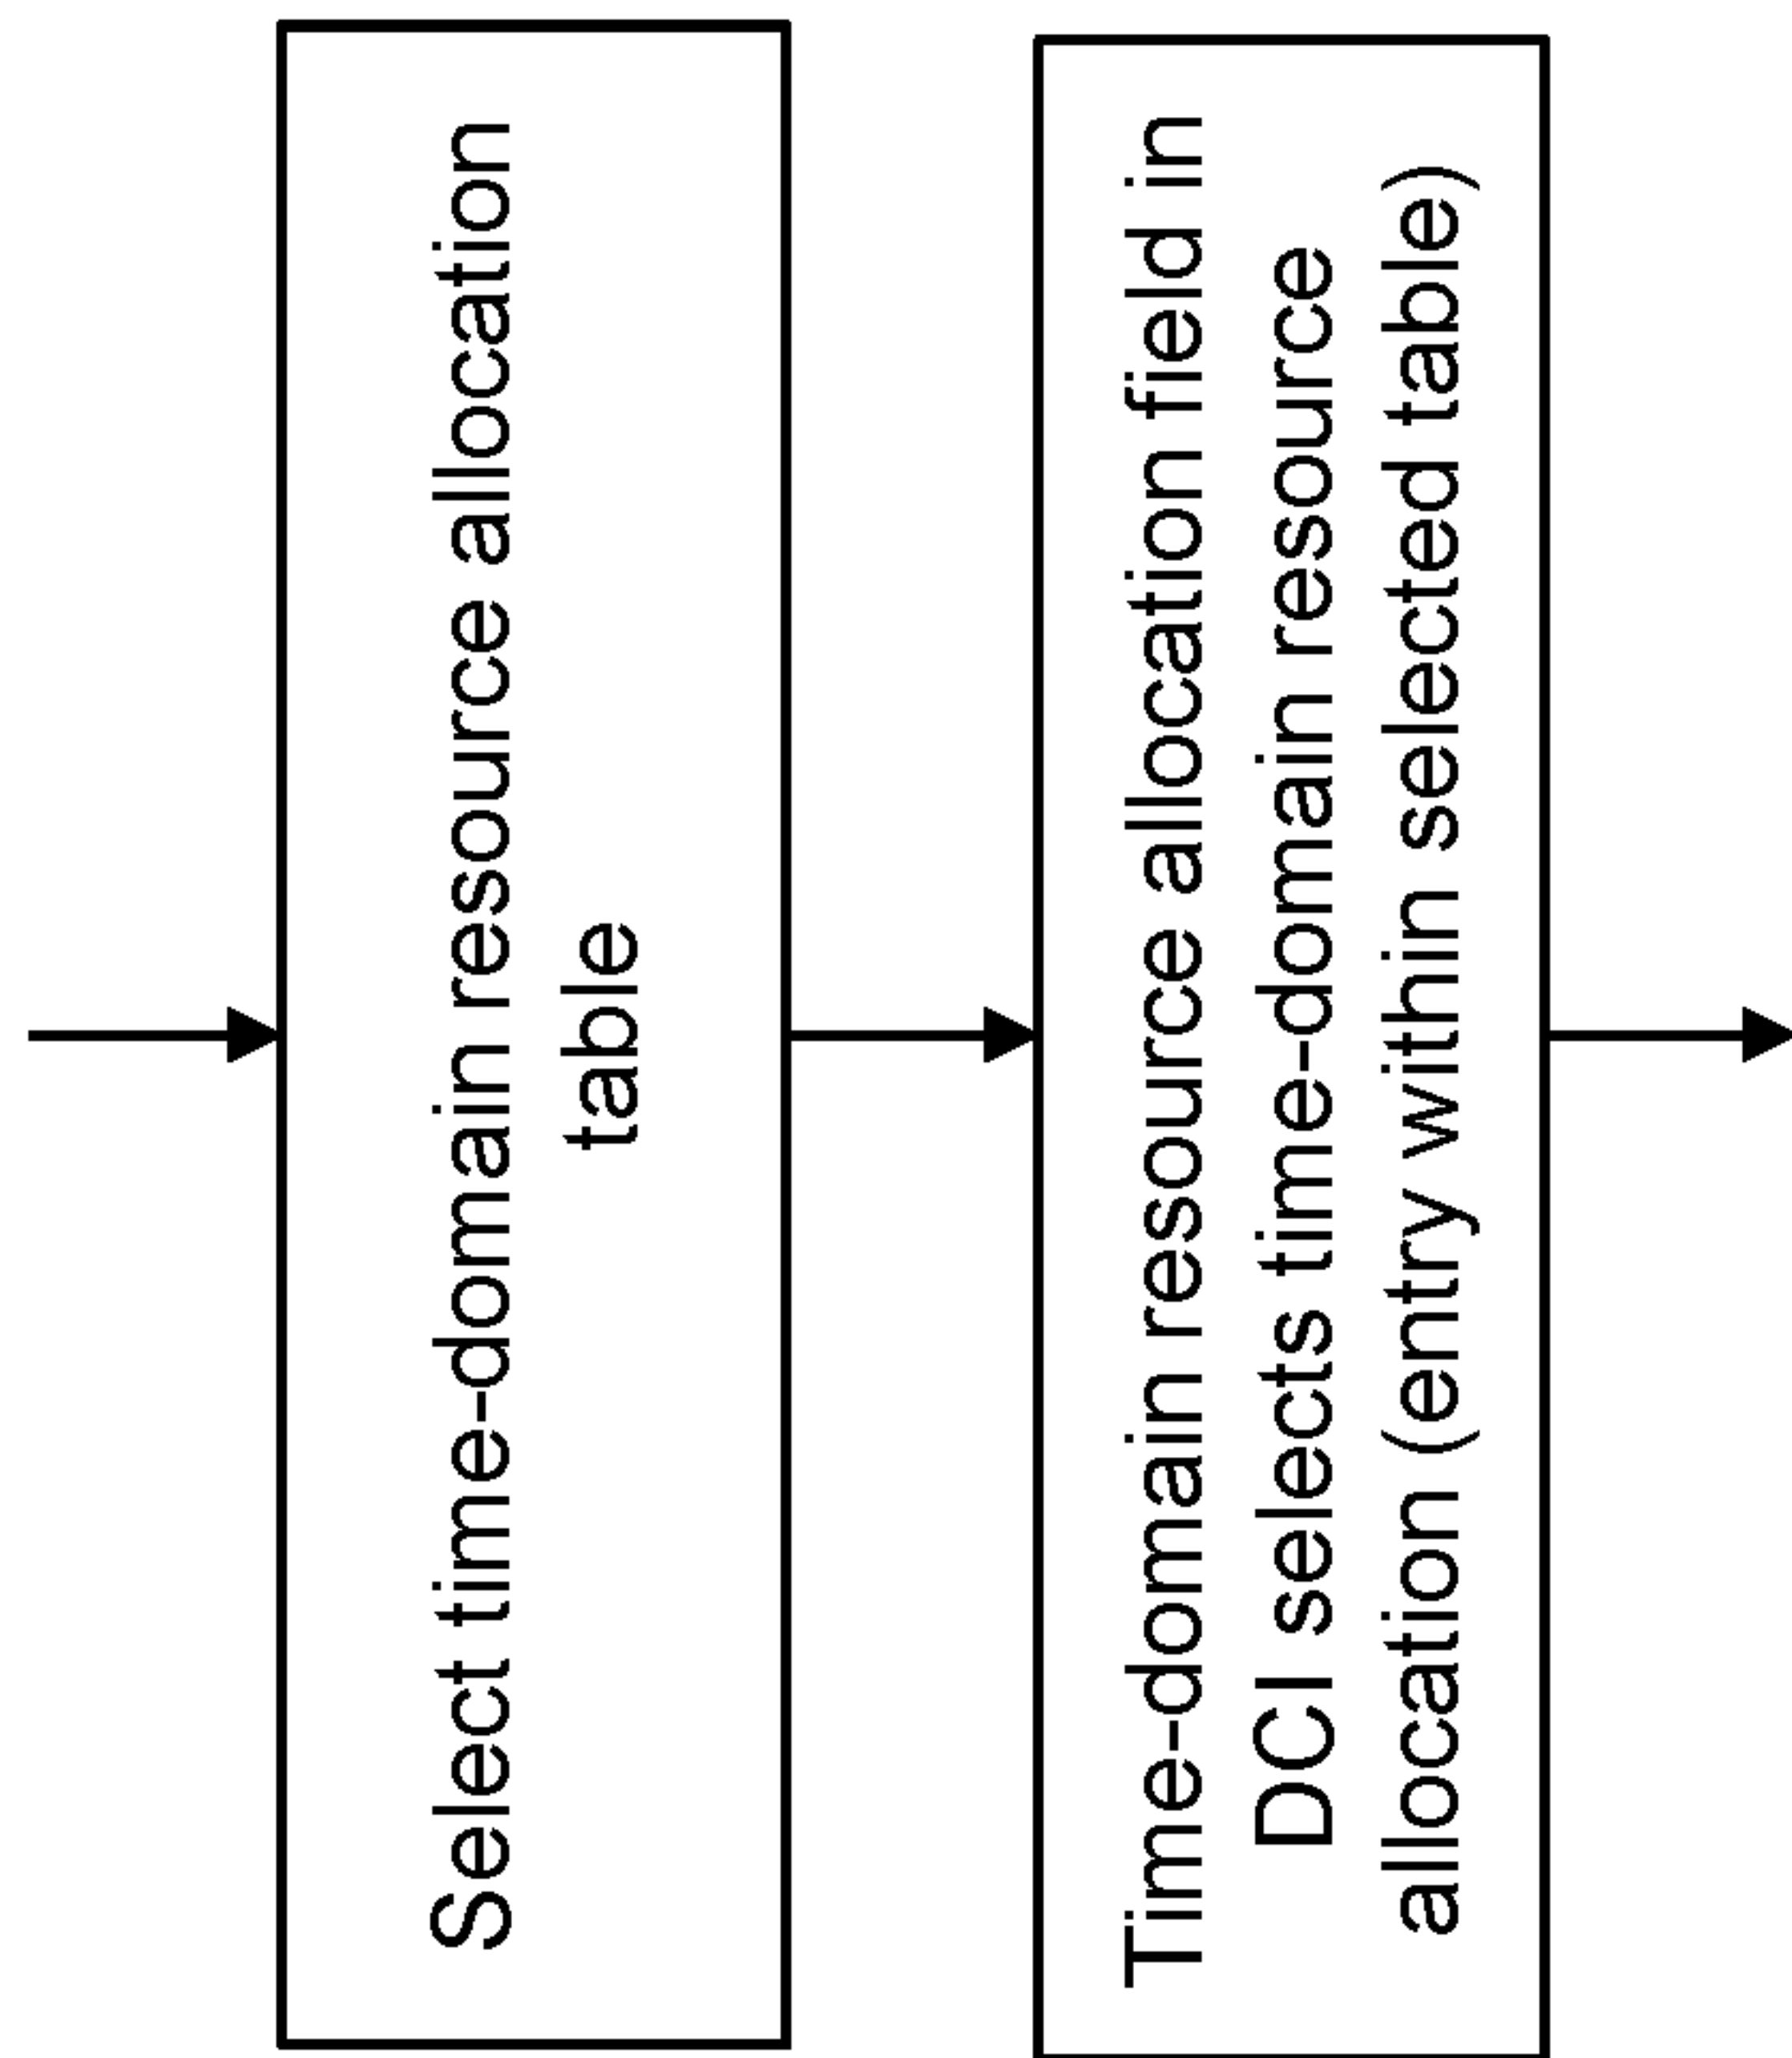 Select time-domain resource allocation
table
Time-domain resource allocation field in
DCI selects time-domain resource
allocation (entry within selected table)